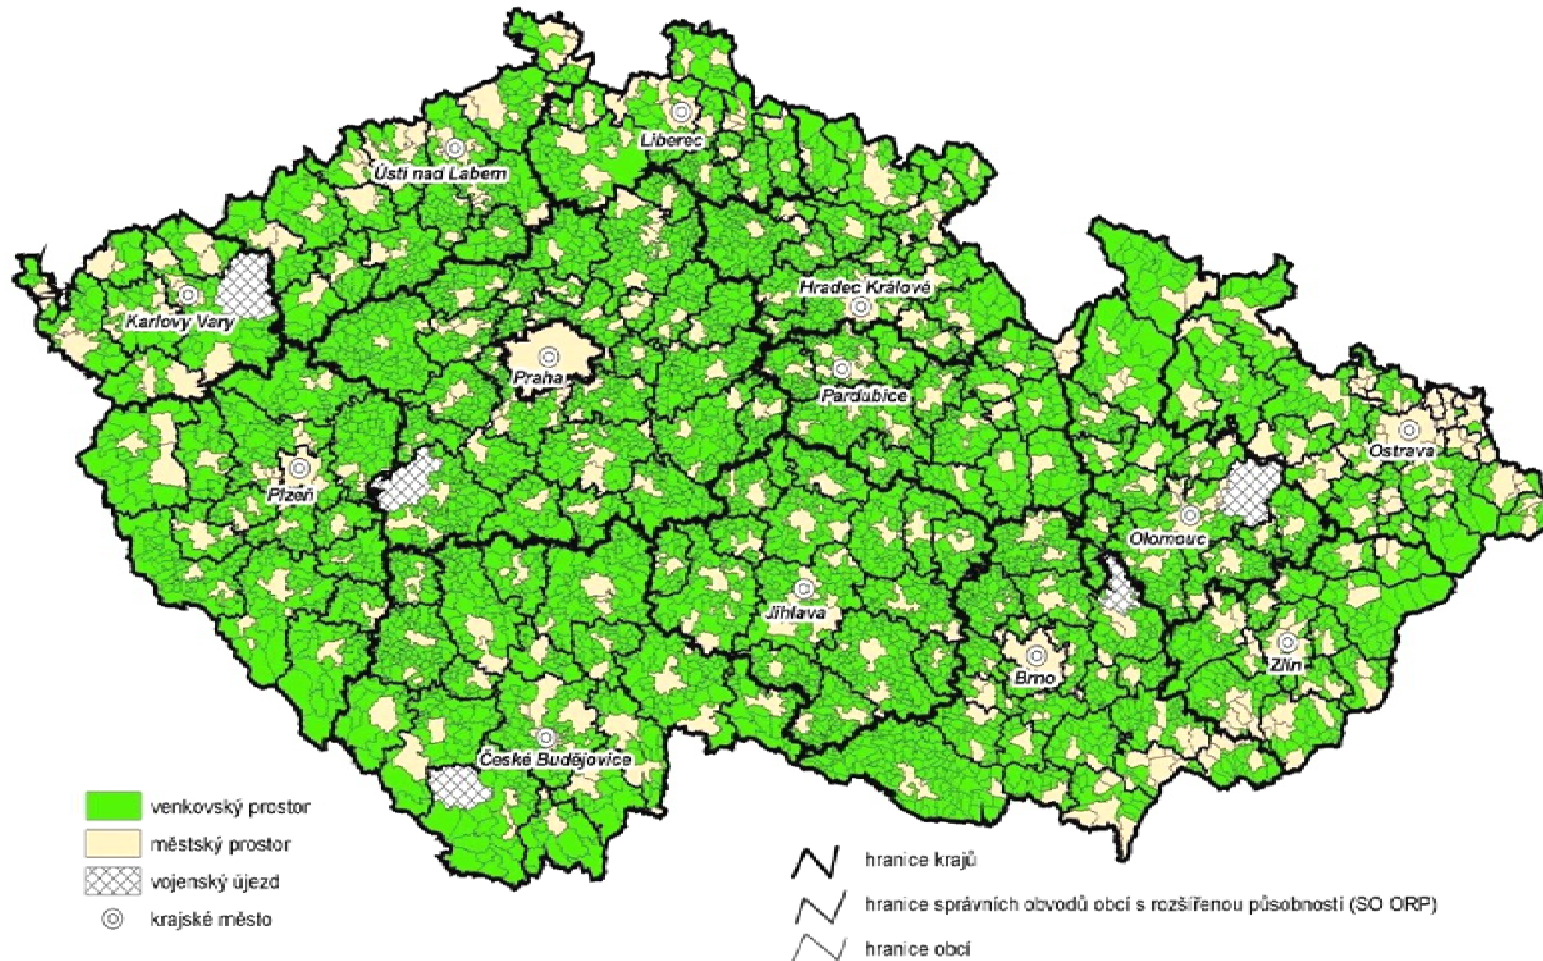 Liberec
Ústí nad Labem
Hradec Králové
Karlovy Vary
Praha
Pardubice
Ostrava
Plzeň
Olomouc
Jihlava
Brno
Zlín
České Budějovice
venkovský prostor
městský prostor
vojenský újezd
krajské město
hranice krajů
hranice správních obvodů obcí s rozšířenou působností (SO ORP)
hranice obcí